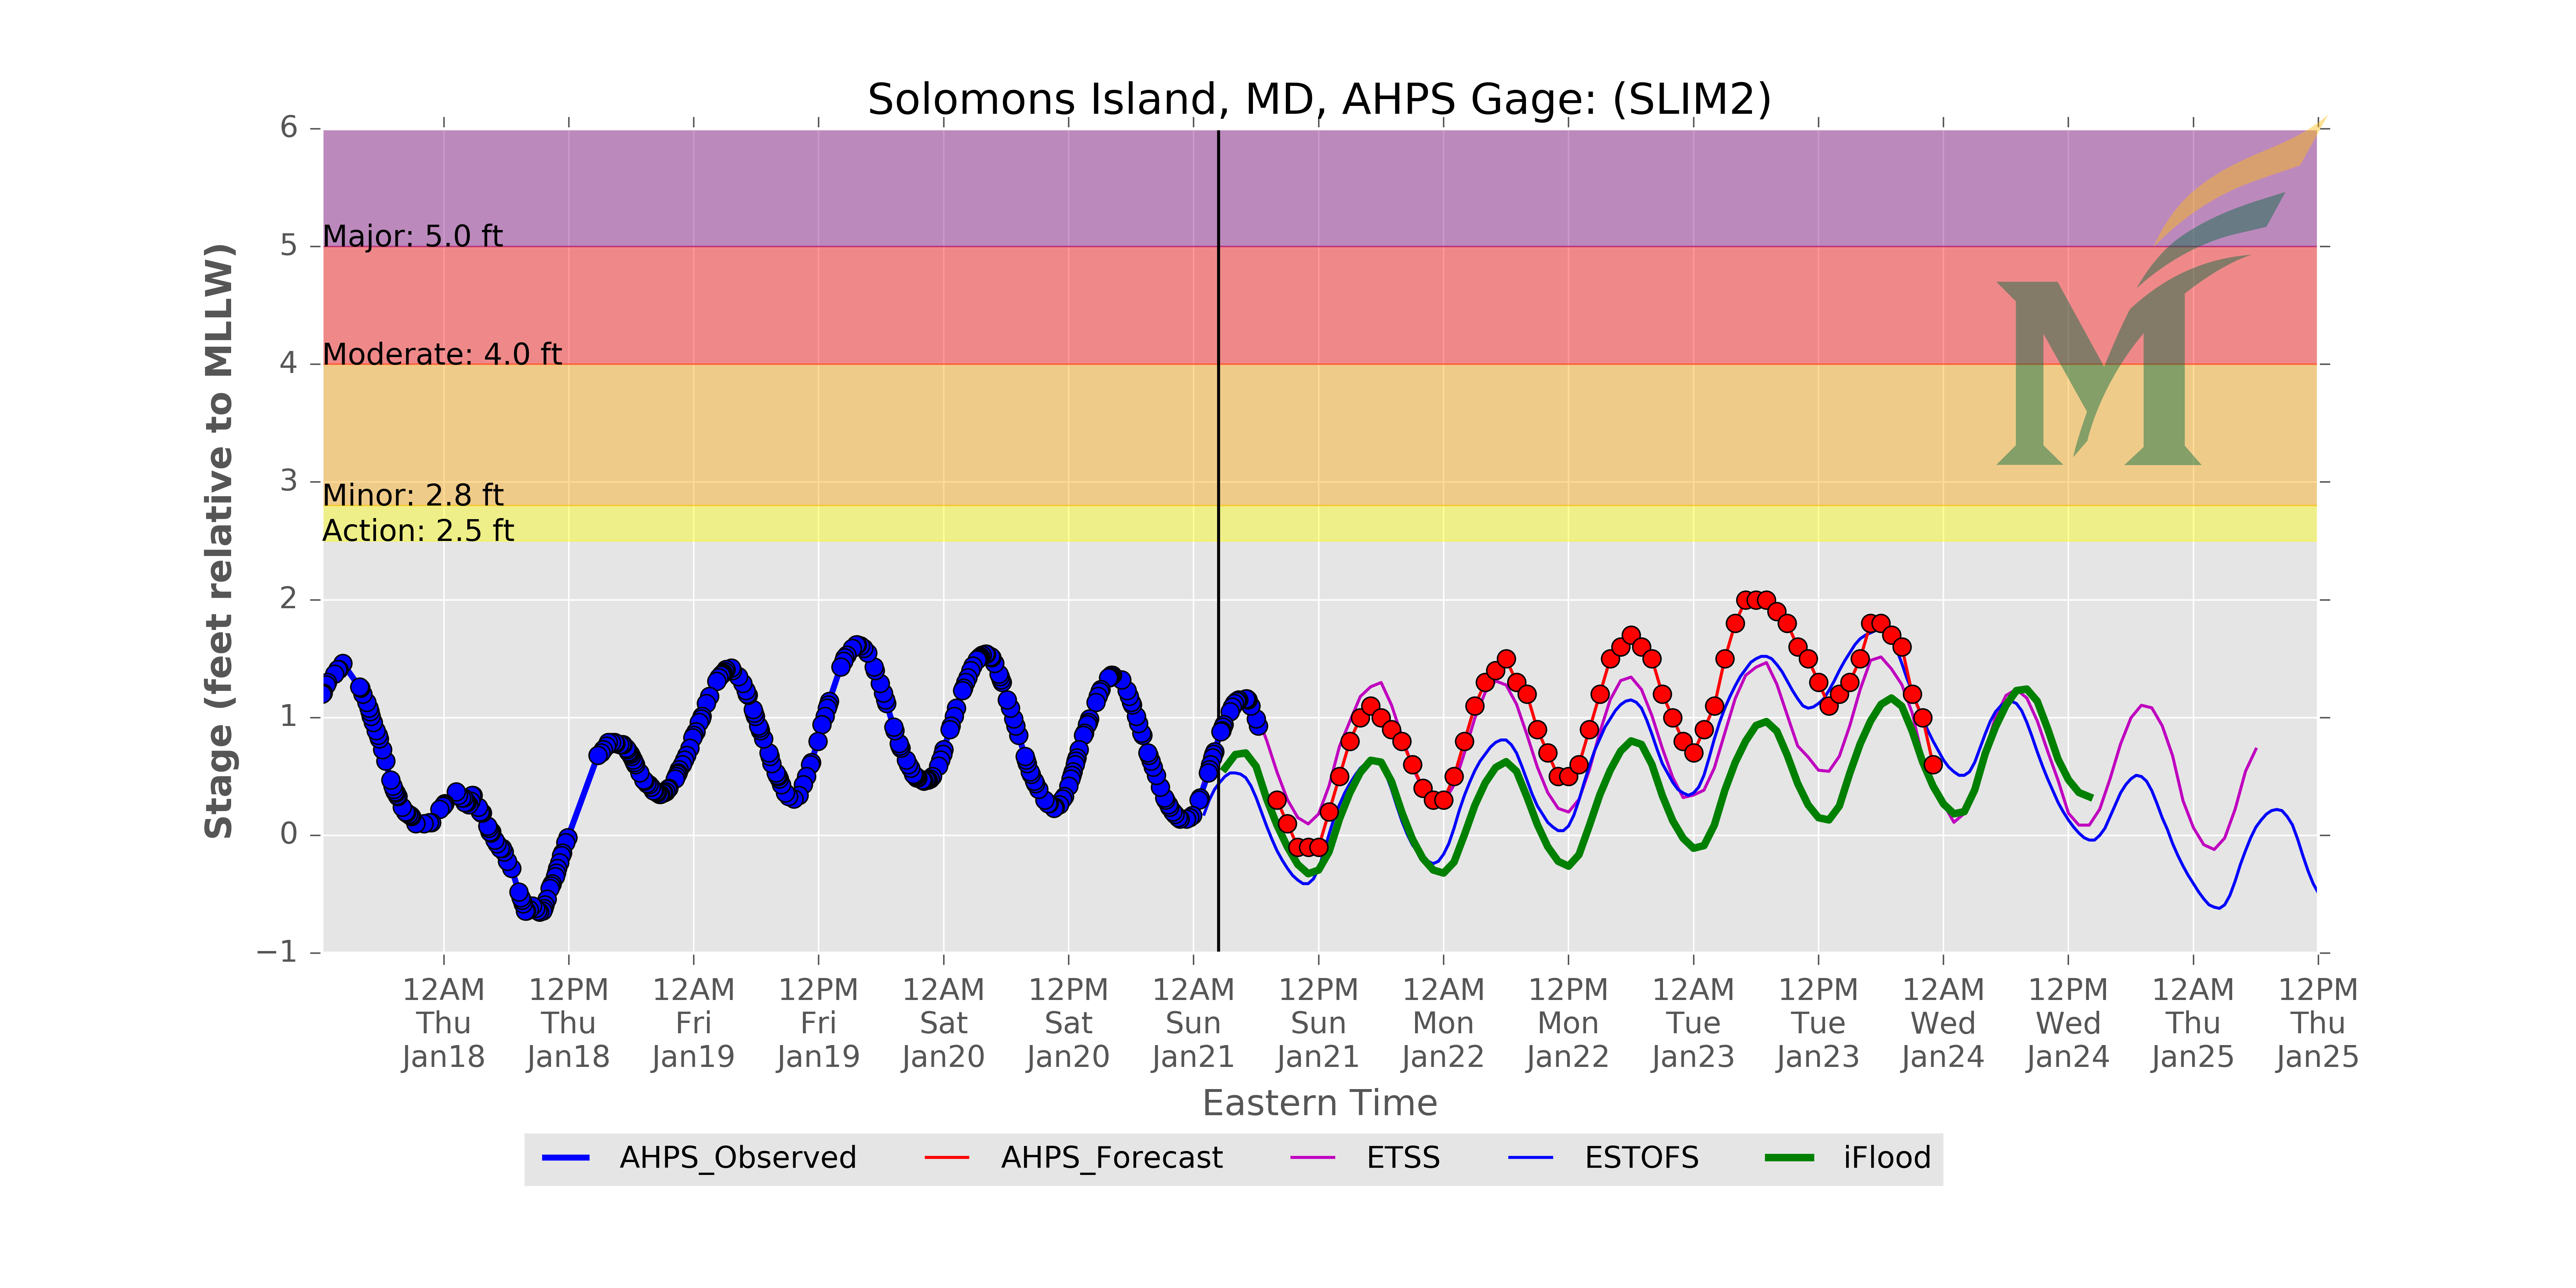 Solomons Island, MD, AHPS Gage: (SLIM2)
Stage (feet relative to MLLW)
6
5
4
3
2
1
0
−1
Major: 5.0 ft
Moderate: 4.0 ft
Minor: 2.8 ft
Action: 2.5 ft
M
12AM 12PM 12AM 12PM 12AM 12PM 12AM 12PM 12AM 12PM 12AM 12PM 12AM 12PM 12AM 12PM
Thu Thu Fri Fri Sat Sat Sun Sun Mon Mon Tue Tue Wed Wed Thu Thu
Jan18 Jan18 Jan19 Jan19 Jan20 Jan20 Jan21 Jan21 Jan22 Jan22 Jan23 Jan23 Jan24 Jan24 Jan25 Jan25
Eastern Time
AHPS_Observed AHPS_Forecast ETSS ESTOFS iFlood